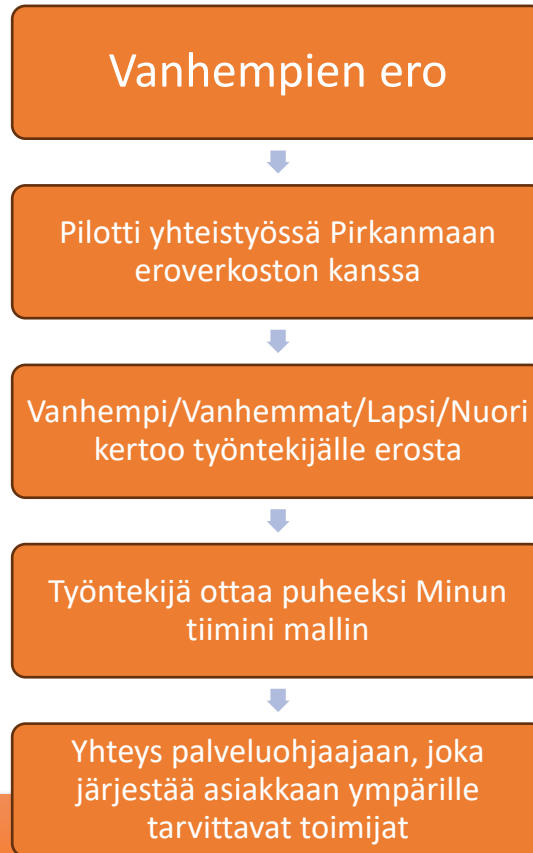 Vanhempien ero
Pilotti yhteistyössä Pirkanmaan
eroverkoston kanssa
Vanhempi/Vanhemmat/Lapsi/Nuori
kertoo työntekijälle erosta
Työntekijä ottaa puheeksi Minun
tiimini mallin
Yhteys palveluohjaajaan, joka
järjestää asiakkaan ympärille
tarvittavat toimijat